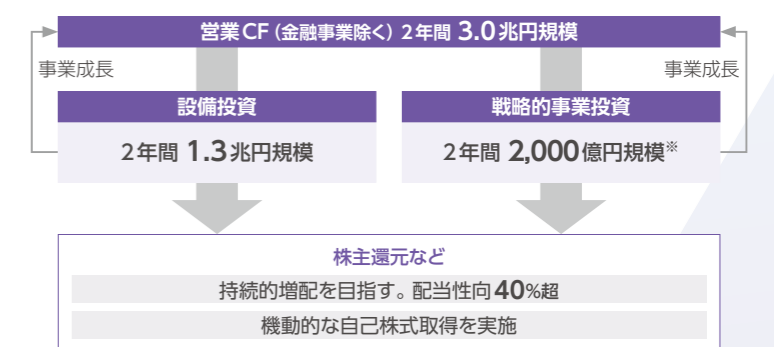 営業CF（金融事業除く）2年間 3.0兆円規模
事業成長
事業成長
設備投資
2年間 1.3兆円規模
戦略的事業投資
2年間 2,000億円規模※
株主還元など
持続的増配を目指す。配当性向40%超
機動的な自己株式取得を実施